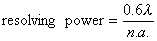 resolving power = 0.6λ / n.a.